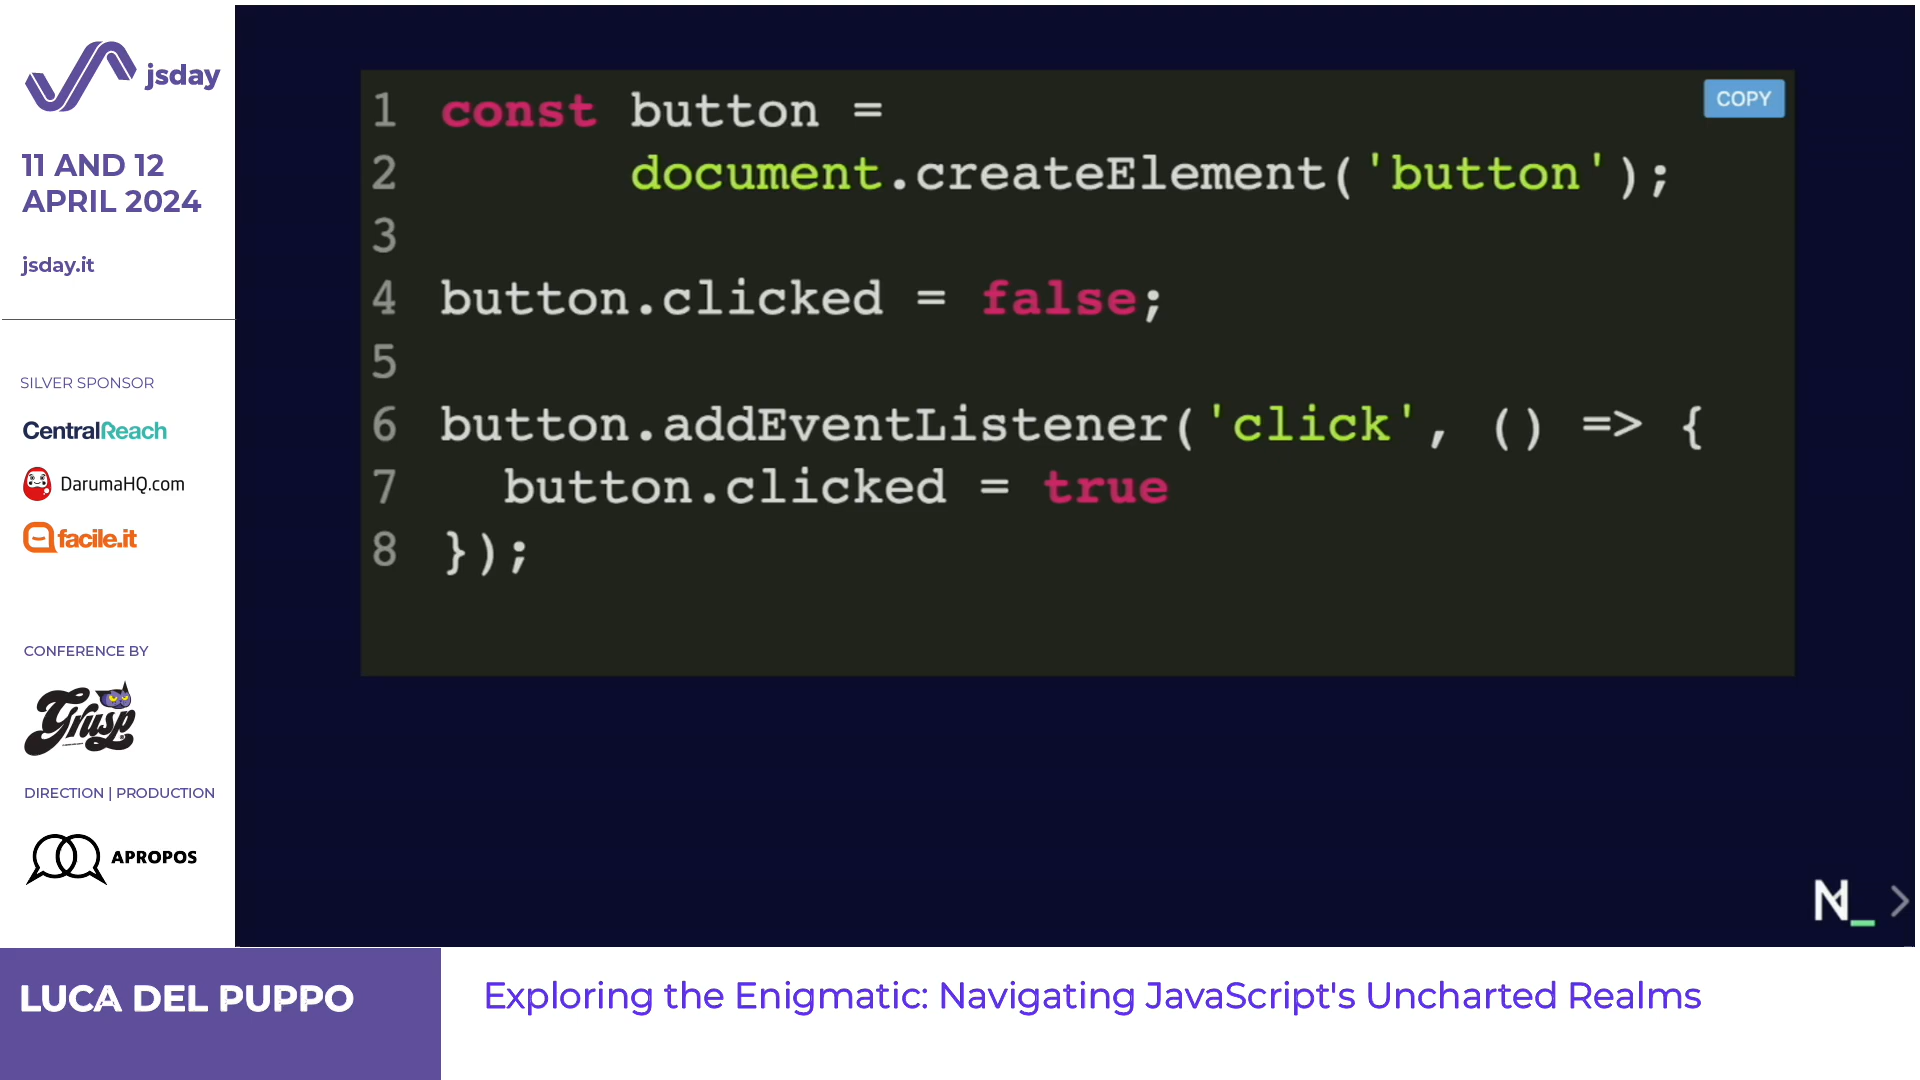 jsday
11 AND 12
APRIL 2024
jsday.it
SILVER SPONSOR
CentralReach
DarumaHQ.com
facile.it
CONFERENCE BY
Grusp
DIRECTION | PRODUCTION
APROPOS
COPY
1 const button =
2 document.createElement('button');
3
4 button.clicked = false;
5
6 button.addEventListener('click', () => {
7 button.clicked = true
8 });
N_ >
LUCA DEL PUPPO
Exploring the Enigmatic: Navigating JavaScript's Uncharted Realms